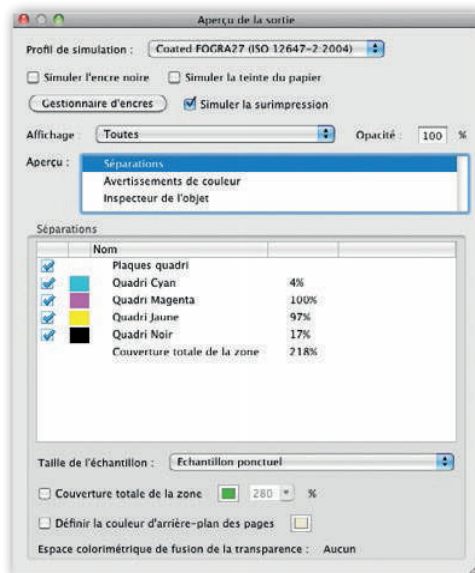 Aperçu de la sortie
Profil de simulation : Coated FOGRA27 (ISO 12647-2:2004)
Simuler l'encre noire Simuler la teinte du papier
Gestionnaire d'encres Simuler la surimpression
Affichage : Toutes Opacité : 100 %
Aperçu : Séparations
Avertissements de couleur
Inspecteur de l'objet
Séparations
Nom
Plaques quadri
Quadri Cyan 4%
Quadri Magenta 100%
Quadri Jaune 97%
Quadri Noir 17%
Couverture totale de la zone 218%
Taille de l'échantillon : Echantillon ponctuel
Couverture totale de la zone 280 %
Définir la couleur d'arrière-plan des pages
Espace colorimétrique de fusion de la transparence : Aucun